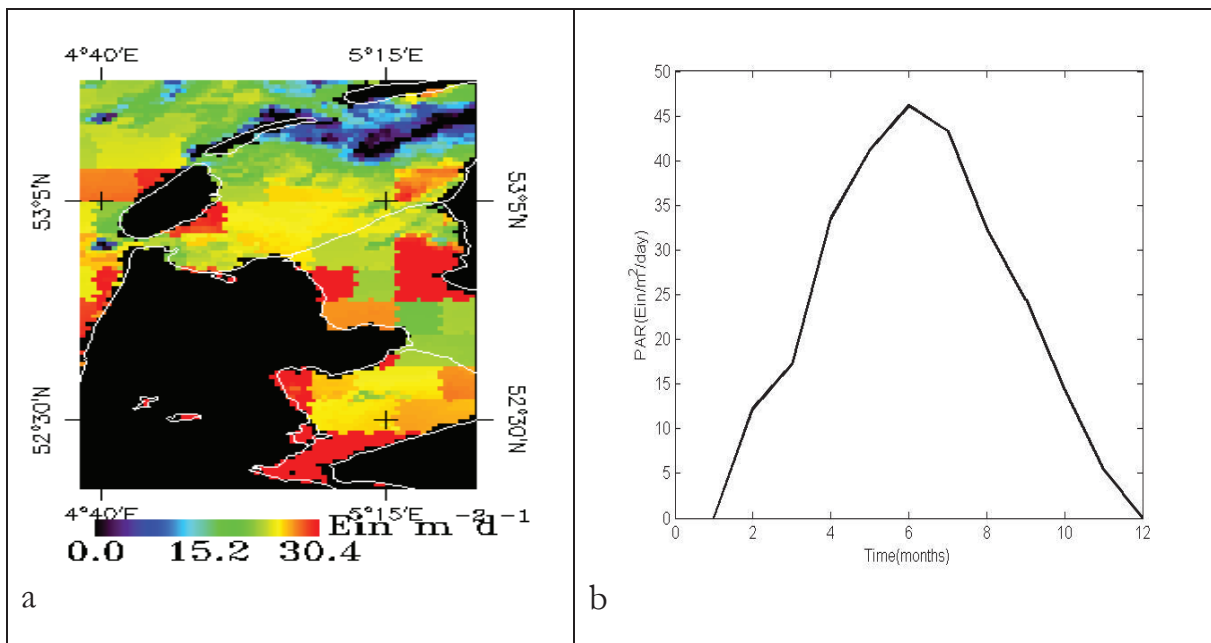 4°40'E 5°15'E
53°5'N 53°5'N
52°30'N 52°30'N
4°40'E 5°15'E
Ein m⁻² d⁻¹
0.0 15.2 30.4
a
50
45
40
35
30
25
20
15
10
5
0
PAR(Ein/m²/day)
0 2 4 6 8 10 12
Time(months)
b